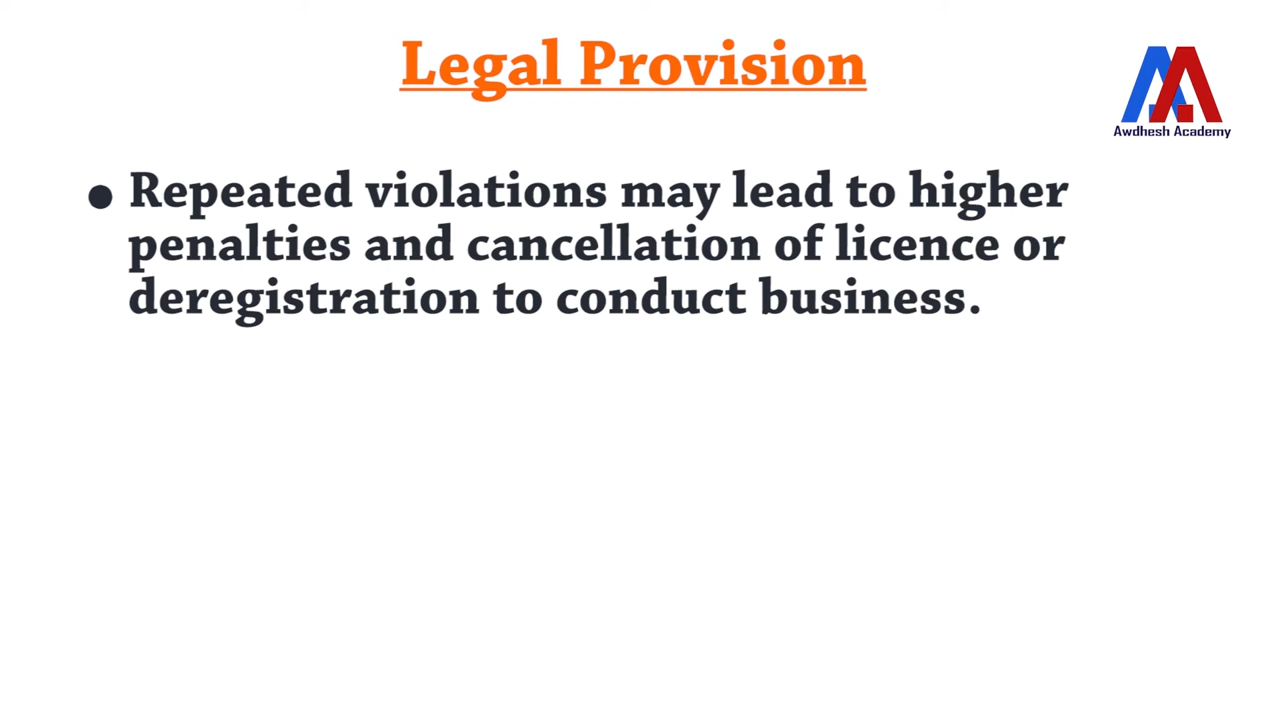 Legal Provision
Awdhesh Academy
• Repeated violations may lead to higher
penalties and cancellation of licence or
deregistration to conduct business.